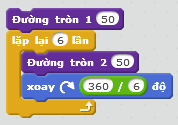 Đường tròn 1 50
lặp lại 6 lần
Đường tròn 2 50
xoay 360 / 6 độ